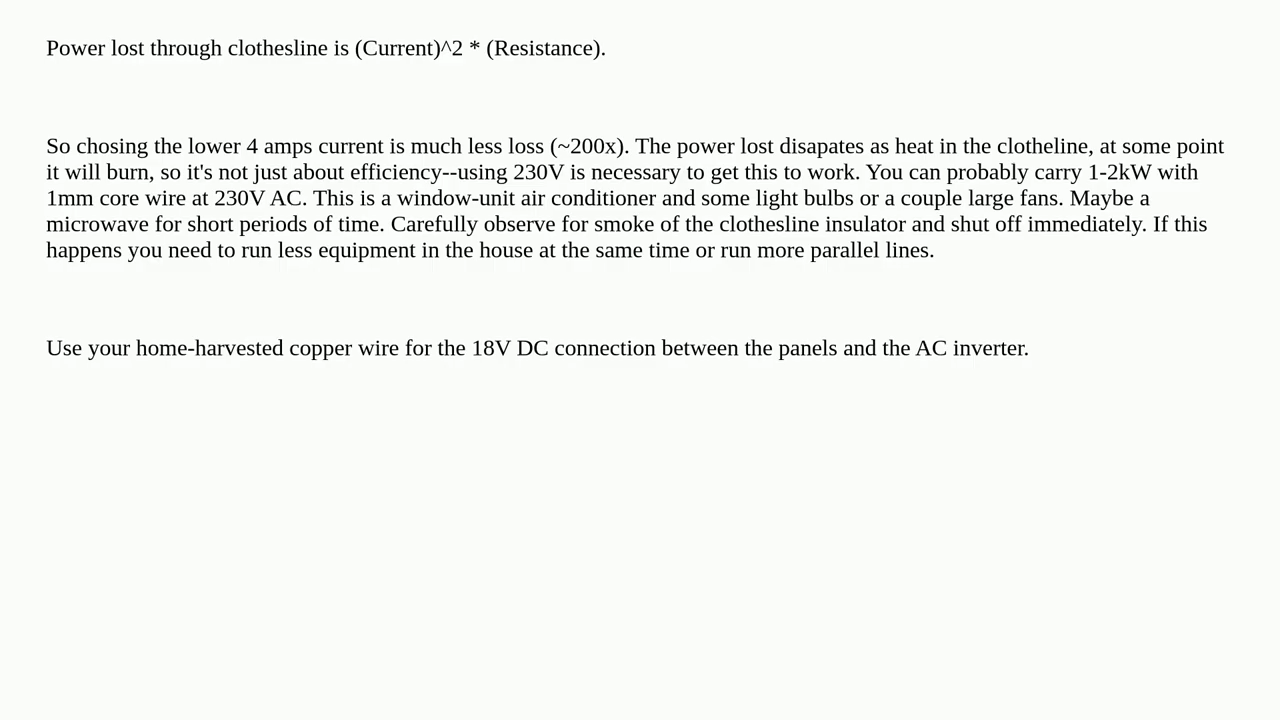 Power lost through clothesline is (Current)^2 * (Resistance).
So chosing the lower 4 amps current is much less loss (~200x). The power lost disapates as heat in the clotheline, at some point
it will burn, so it's not just about efficiency--using 230V is necessary to get this to work. You can probably carry 1-2kW with
1mm core wire at 230V AC. This is a window-unit air conditioner and some light bulbs or a couple large fans. Maybe a
microwave for short periods of time. Carefully observe for smoke of the clothesline insulator and shut off immediately. If this
happens you need to run less equipment in the house at the same time or run more parallel lines.
Use your home-harvested copper wire for the 18V DC connection between the panels and the AC inverter.